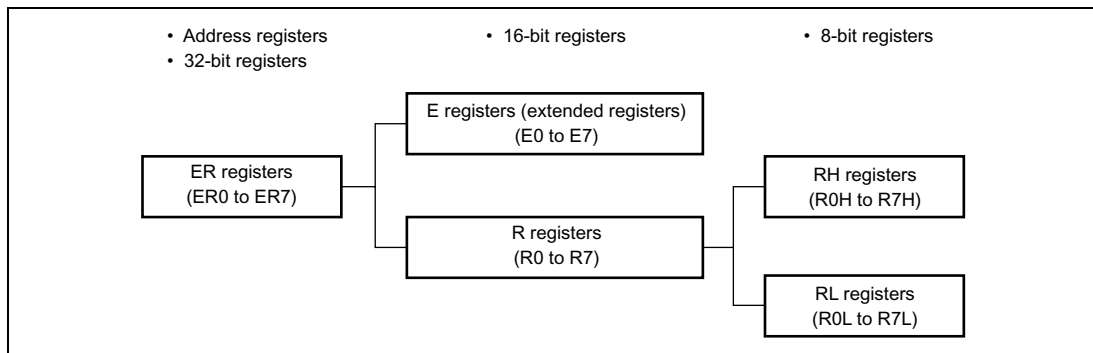 • Address registers
• 32-bit registers
• 16-bit registers
• 8-bit registers
E registers (extended registers)
(E0 to E7)
ER registers
(ER0 to ER7)
RH registers
(R0H to R7H)
R registers
(R0 to R7)
RL registers
(R0L to R7L)